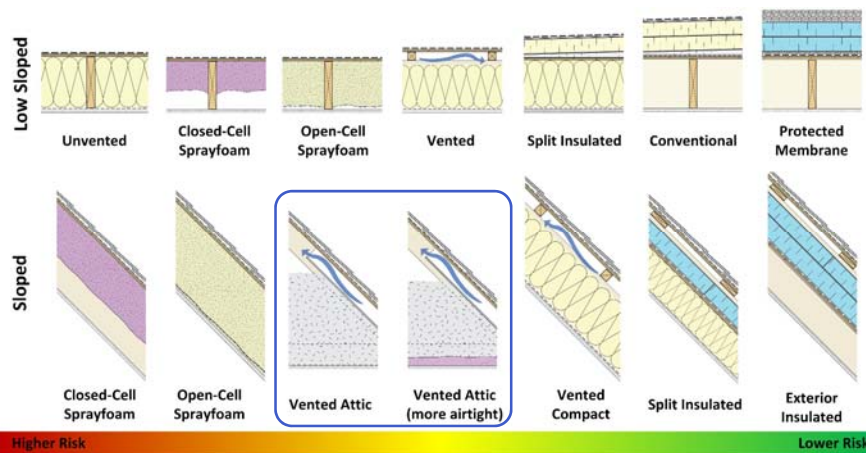 Low Sloped
Unvented
Closed-Cell
Sprayfoam
Open-Cell
Sprayfoam
Vented
Split Insulated
Conventional
Protected
Membrane
Sloped
Closed-Cell
Sprayfoam
Open-Cell
Sprayfoam
Vented Attic
Vented Attic
(more airtight)
Vented
Compact
Split Insulated
Exterior
Insulated
Higher Risk
Lower Risk